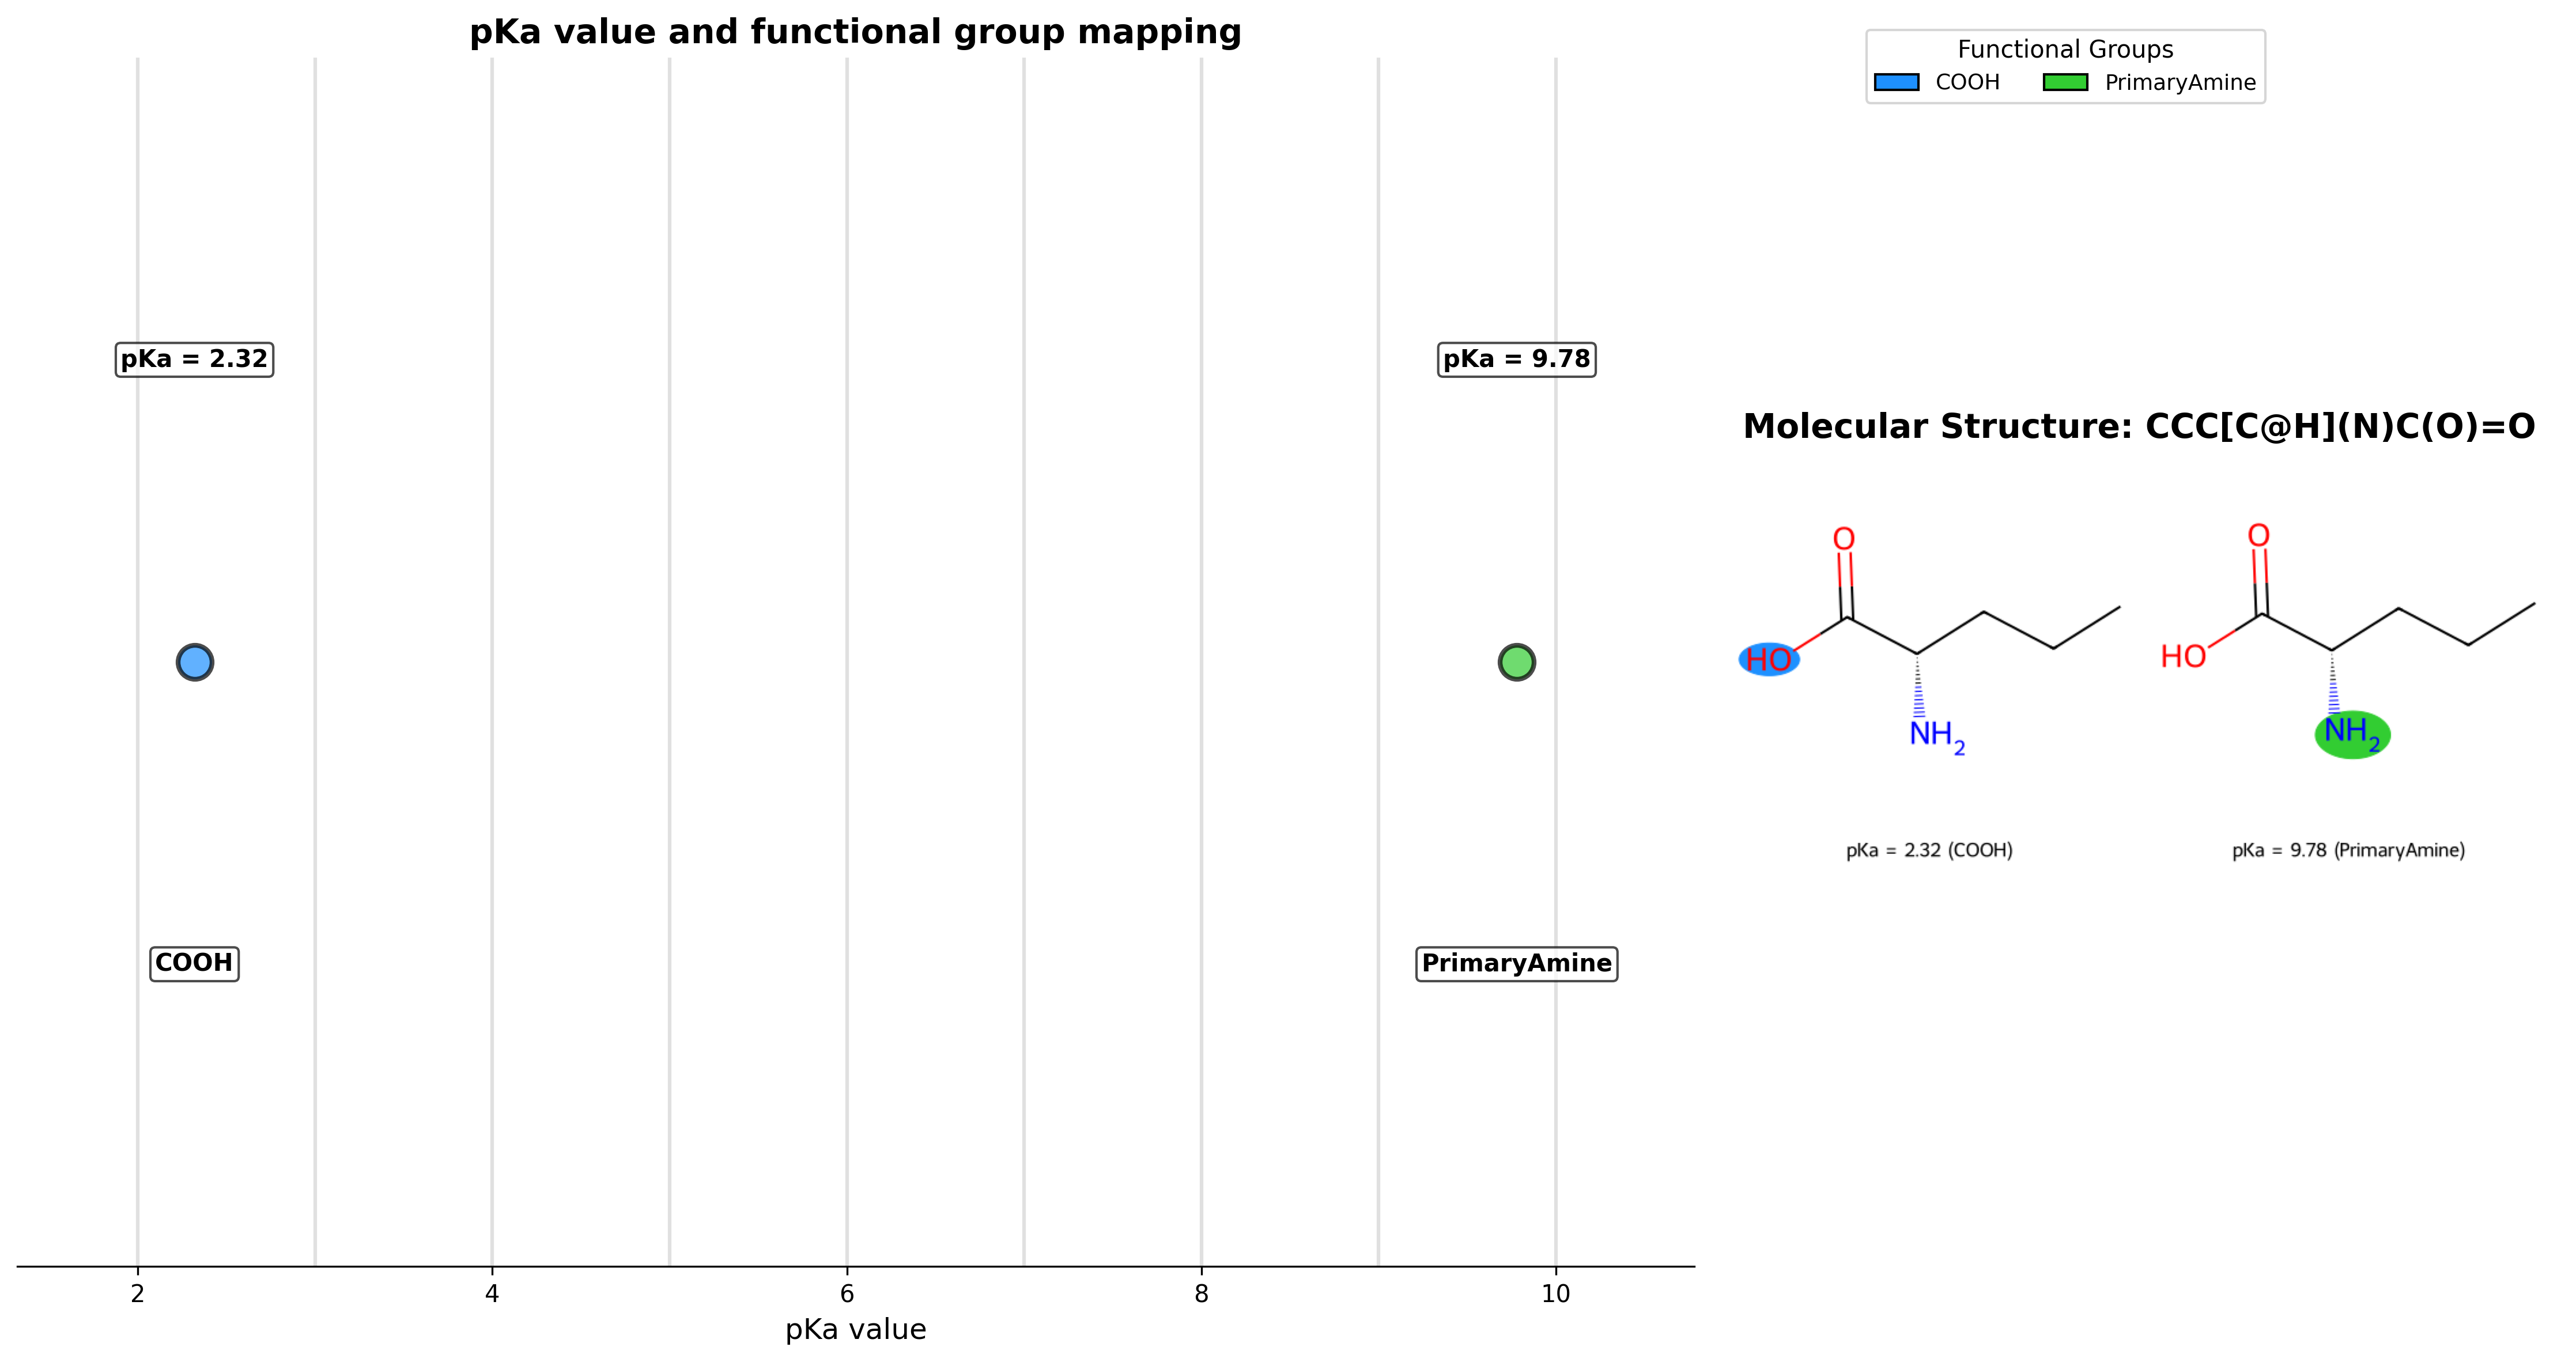 pKa value and functional group mapping
pKa = 2.32
pKa = 9.78
COOH
PrimaryAmine
2
4
6
8
10
pKa value
Functional Groups
COOH
PrimaryAmine
Molecular Structure: CCC[C@H](N)C(O)=O
O
HO
NH2
O
HO
NH2
pKa = 2.32 (COOH)
pKa = 9.78 (PrimaryAmine)